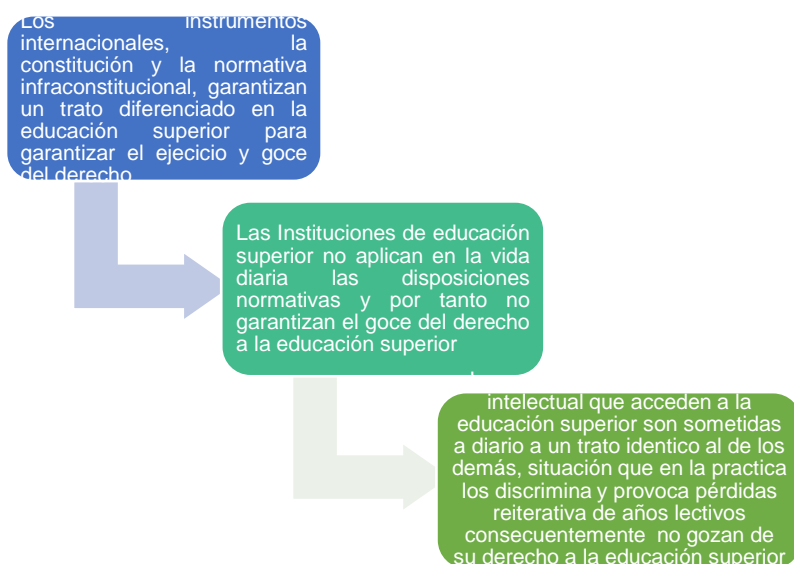 Los instrumentos
internacionales, la
constitución y la normativa
infraconstitucional, garantizan
un trato diferenciado en la
educación superior para
garantizar el ejecicio y goce
del derecho
Las Instituciones de educación
superior no aplican en la vida
diaria las disposiciones
normativas y por tanto no
garantizan el goce del derecho
a la educación superior
intelectual que acceden a la
educación superior son sometidas
a diario a un trato identico al de los
demás, situación que en la practica
los discrimina y provoca pérdidas
reiterativa de años lectivos
consecuentemente no gozan de
su derecho a la educación superior